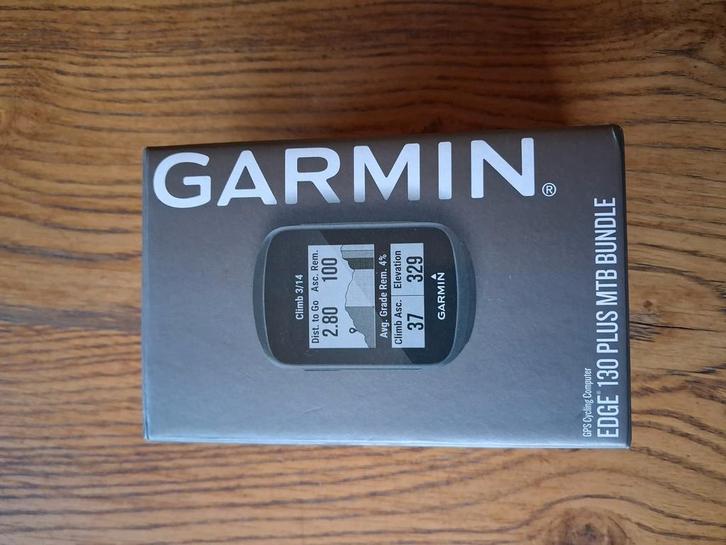 GARMIN®
Climb 3/14
Dist. to Go Asc. Rem.
2.80 100
Avg. Grade Rem. 4%
Climb Asc. Elevation
37 329
GARMIN
GPS Cycling Computer
EDGE® 130 PLUS MTB BUNDLE